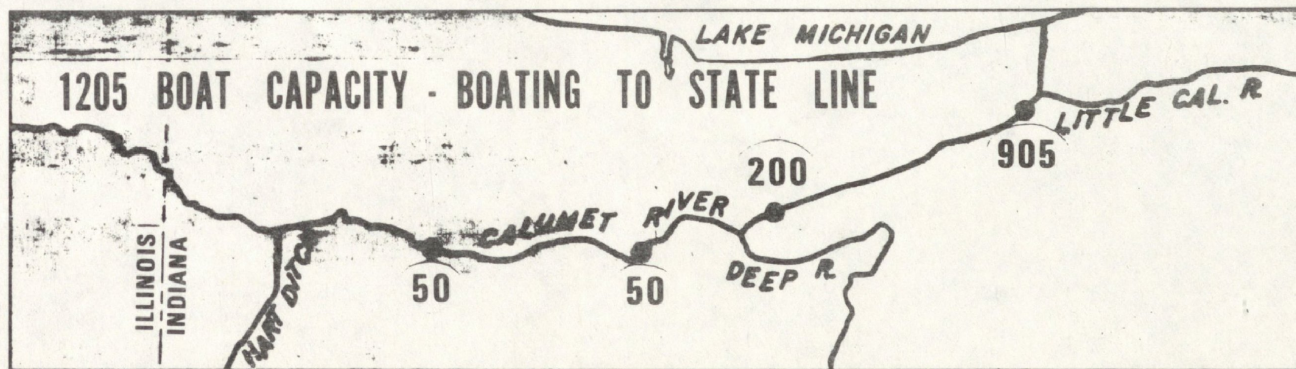 LAKE MICHIGAN
1205 BOAT CAPACITY - BOATING TO STATE LINE
LITTLE CAL. R.
905
200
CALUMET RIVER
ILLINOIS
INDIANA
HART DITCH
50
50
DEEP R.